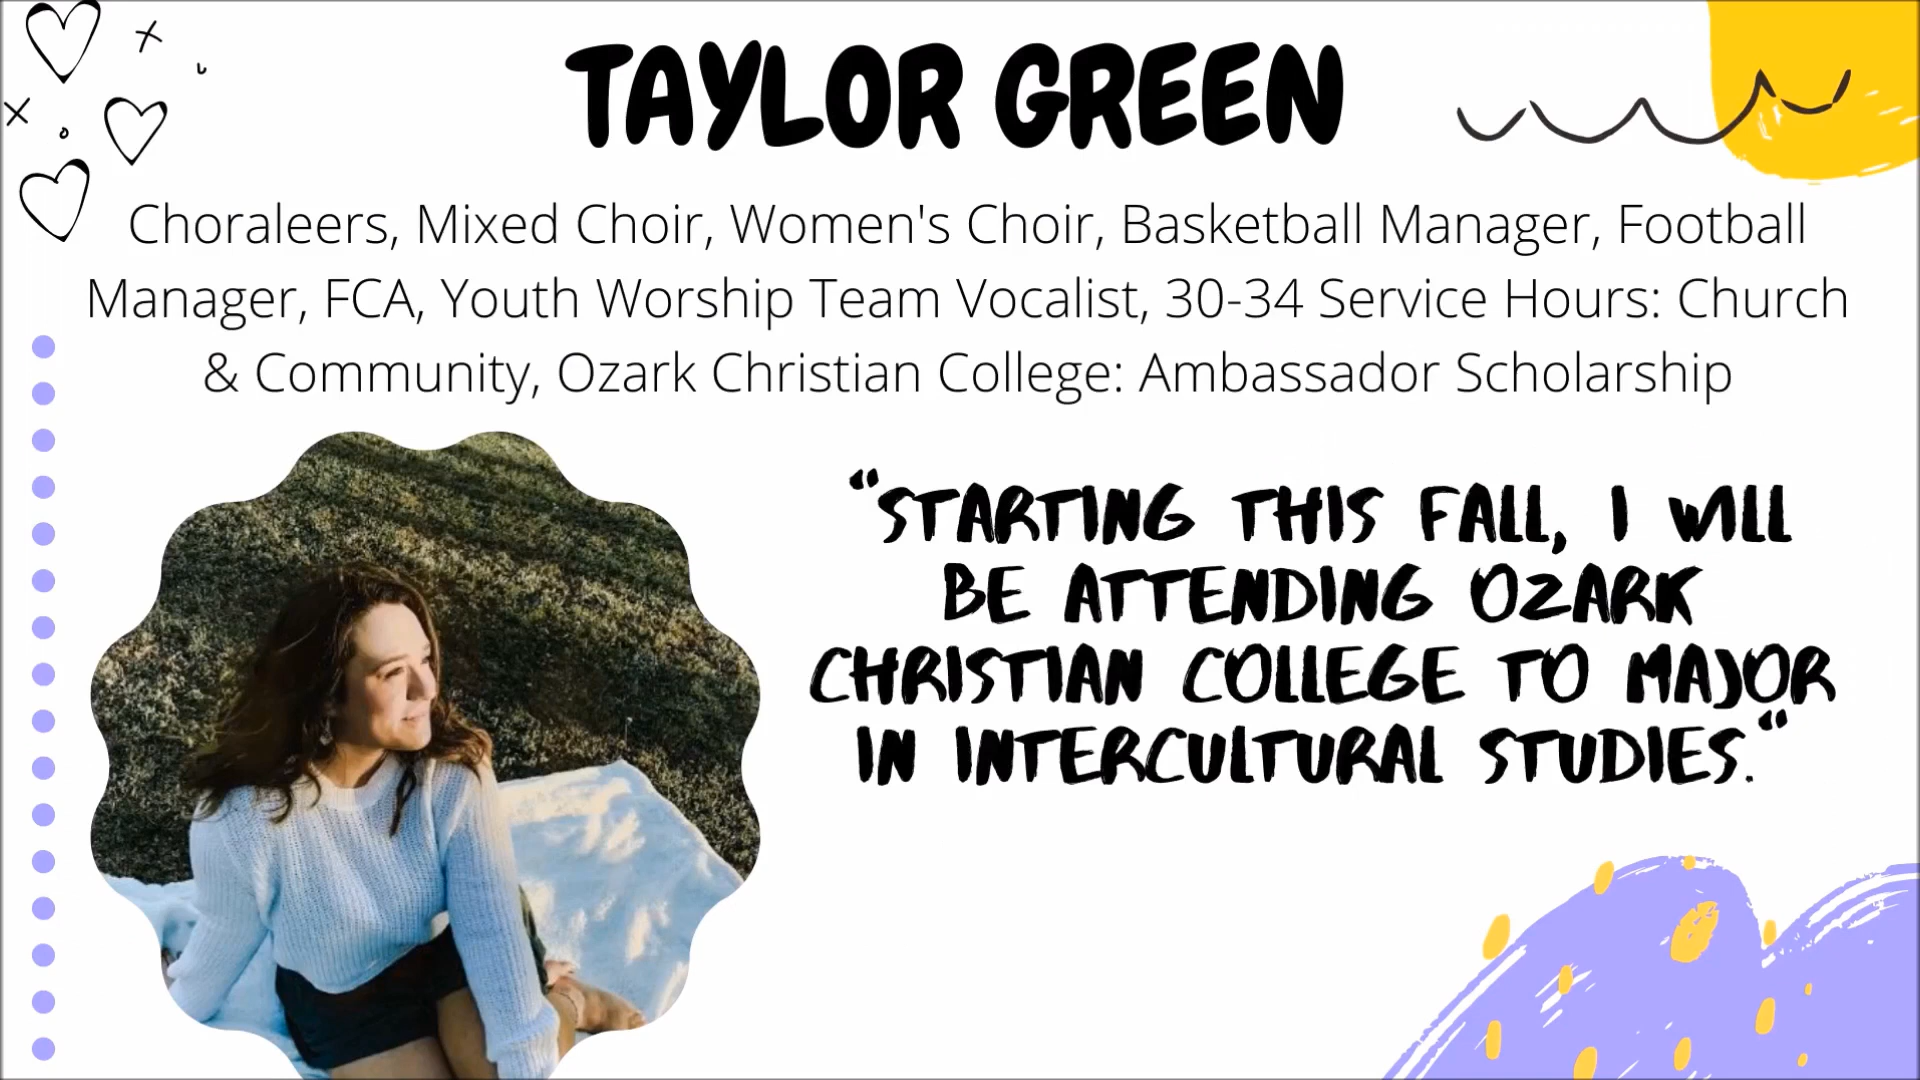 TAYLOR GREEN
Choraleers, Mixed Choir, Women's Choir, Basketball Manager, Football
Manager, FCA, Youth Worship Team Vocalist, 30-34 Service Hours: Church
& Community, Ozark Christian College: Ambassador Scholarship
"STARTING THIS FALL, I WILL
BE ATTENDING OZARK
CHRISTIAN COLLEGE TO MAJOR
IN INTERCULTURAL STUDIES."